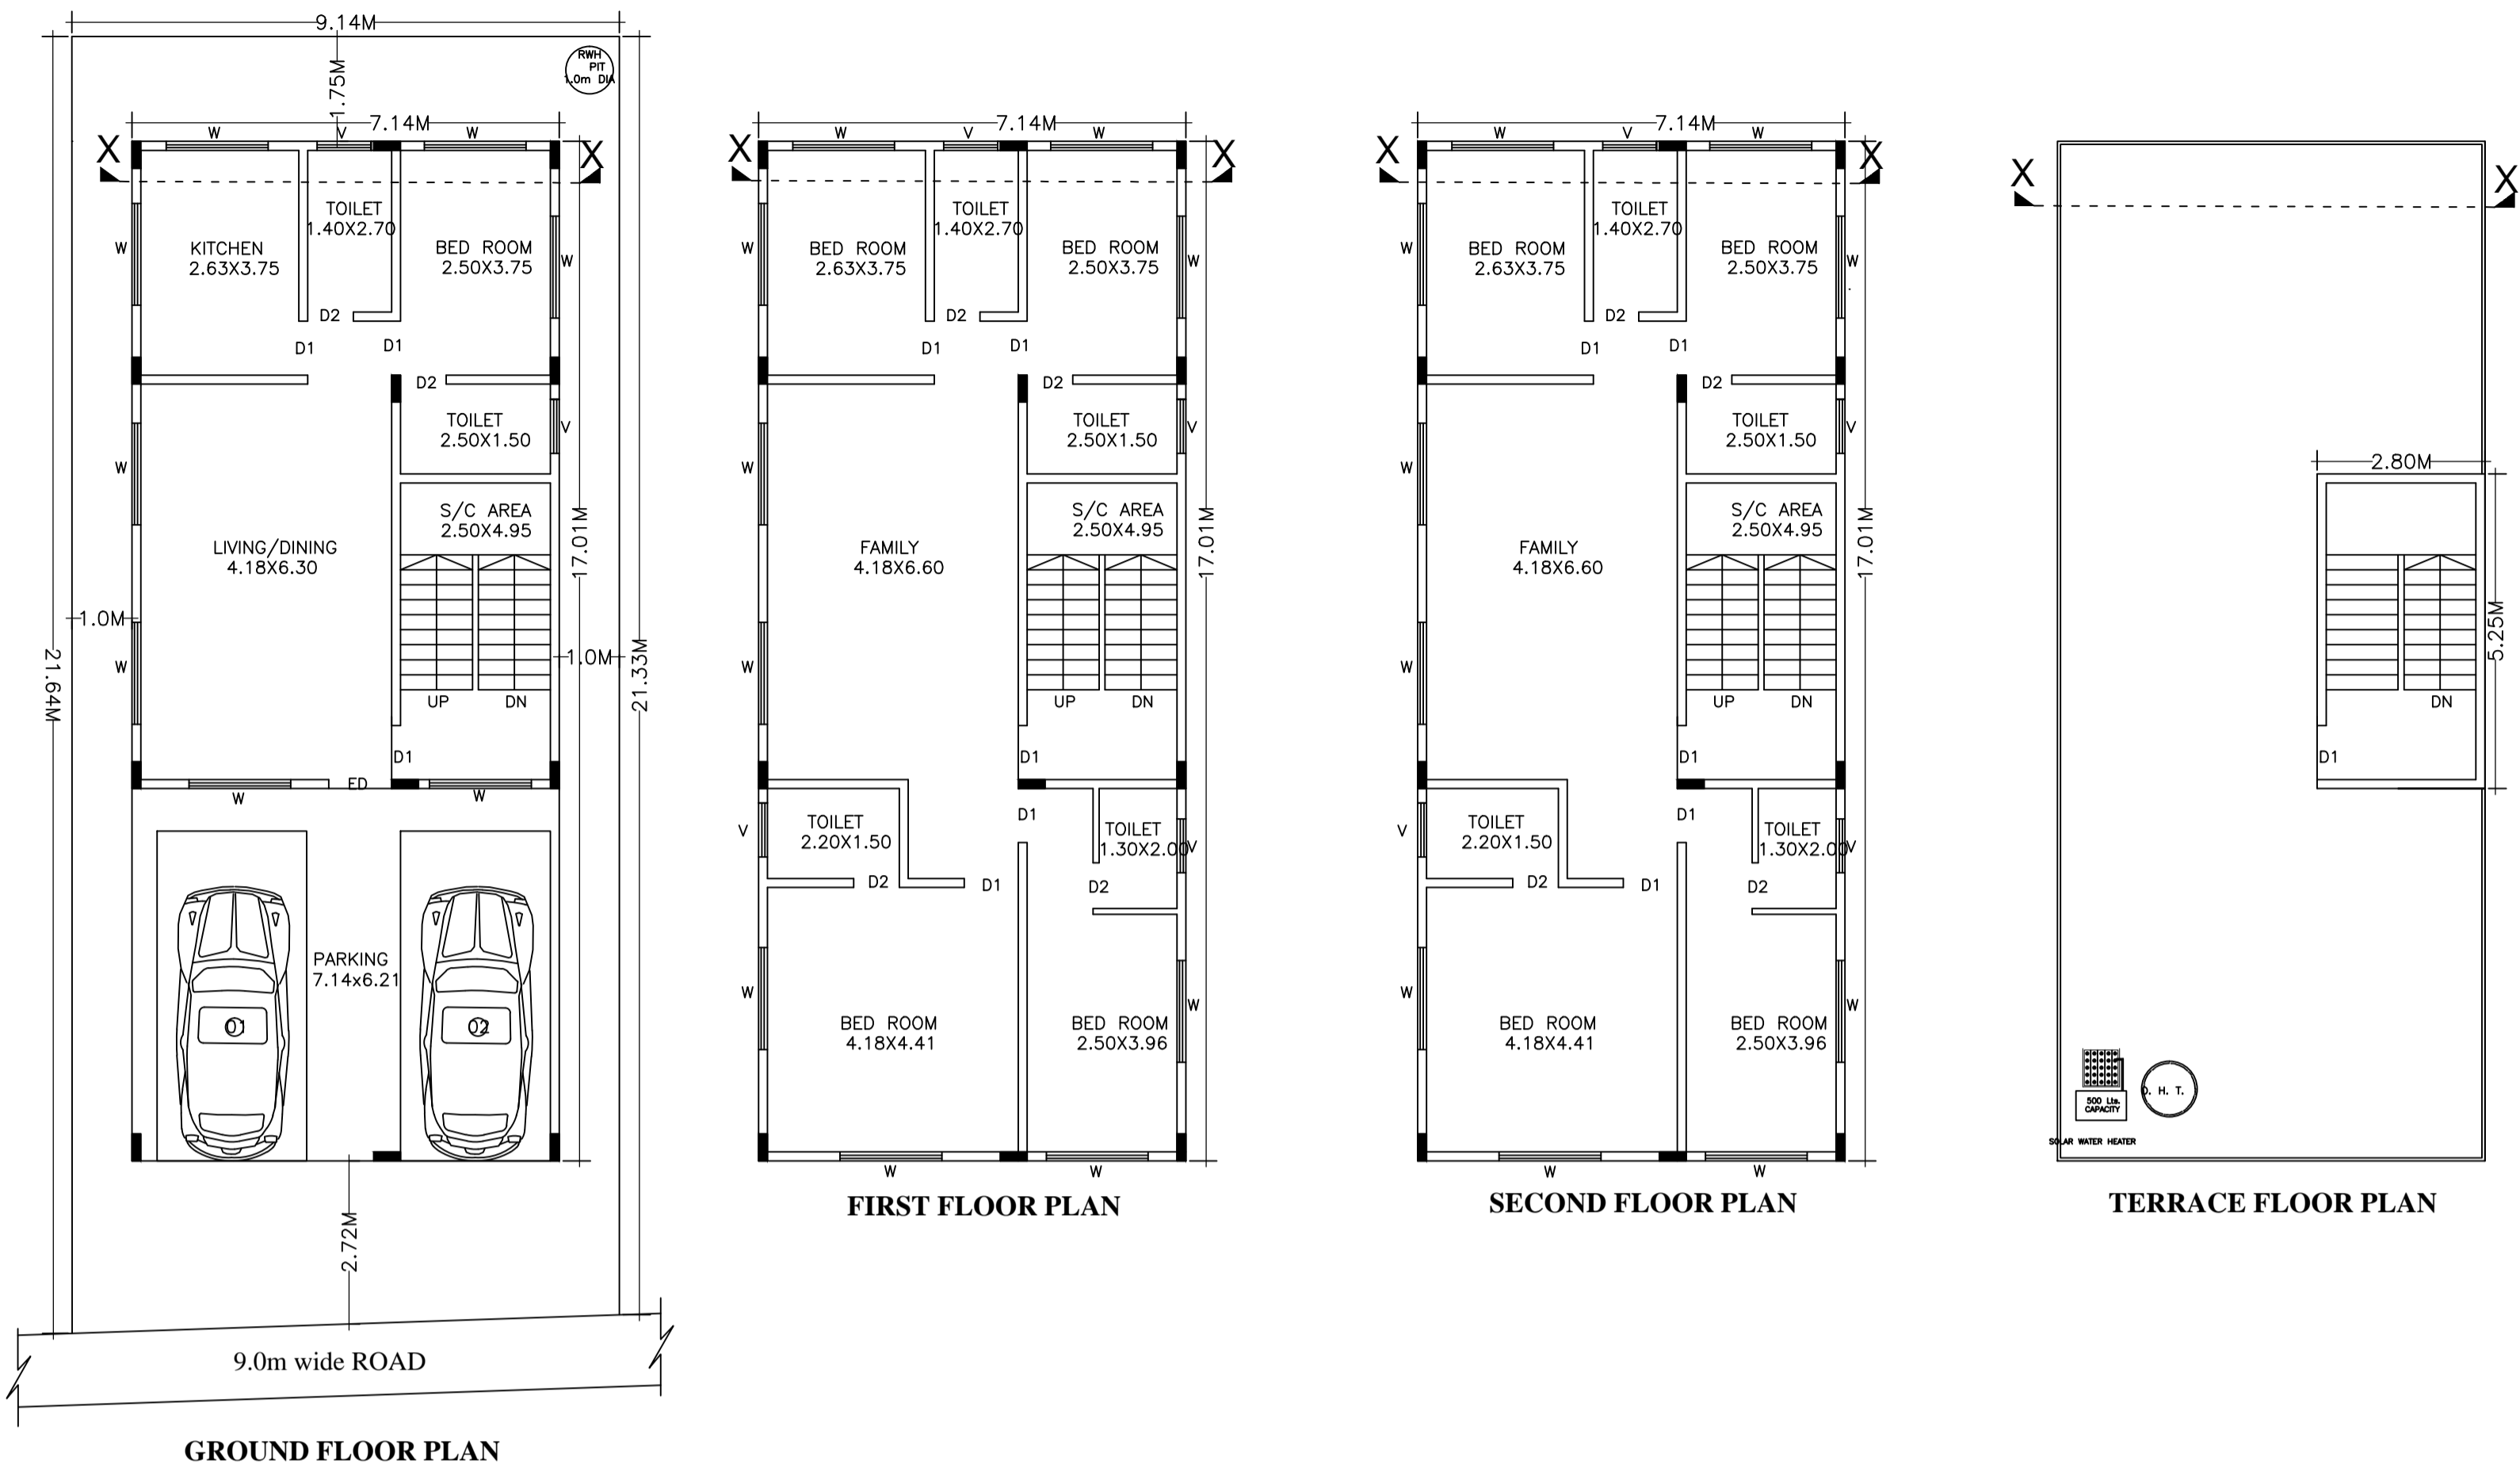 9.14M
RWH
PIT
1.0m DIA
1.75M
7.14M
W
V
W
X
X
TOILET
1.40X2.70
KITCHEN
2.63X3.75
BED ROOM
2.50X3.75
W
W
D2
D1
D1
D2
TOILET
2.50X1.50
V
W
S/C AREA
2.50X4.95
17.01M
LIVING/DINING
4.18X6.30
1.0M
1.0M
21.64M
21.33M
W
UP
DN
D1
ED
W
W
PARKING
7.14x6.21
01
02
2.72M
9.0m wide ROAD
GROUND FLOOR PLAN
7.14M
W
V
W
X
X
TOILET
1.40X2.70
BED ROOM
2.63X3.75
BED ROOM
2.50X3.75
W
W
D2
D1
D1
D2
TOILET
2.50X1.50
V
W
S/C AREA
2.50X4.95
17.01M
FAMILY
4.18X6.60
W
UP
DN
D1
D1
TOILET
2.20X1.50
V
TOILET
1.30X2.00
V
D2
D1
D2
W
W
BED ROOM
4.18X4.41
BED ROOM
2.50X3.96
W
W
FIRST FLOOR PLAN
7.14M
W
V
W
X
X
TOILET
1.40X2.70
BED ROOM
2.63X3.75
BED ROOM
2.50X3.75
W
W
D2
D1
D1
D2
TOILET
2.50X1.50
V
W
S/C AREA
2.50X4.95
17.01M
FAMILY
4.18X6.60
W
UP
DN
D1
D1
TOILET
2.20X1.50
V
TOILET
1.30X2.00
V
D2
D1
D2
W
W
BED ROOM
4.18X4.41
BED ROOM
2.50X3.96
W
W
SECOND FLOOR PLAN
X
X
2.80M
5.25M
DN
D1
500 Lts.
CAPACITY
O. H. T.
SOLAR WATER HEATER
TERRACE FLOOR PLAN